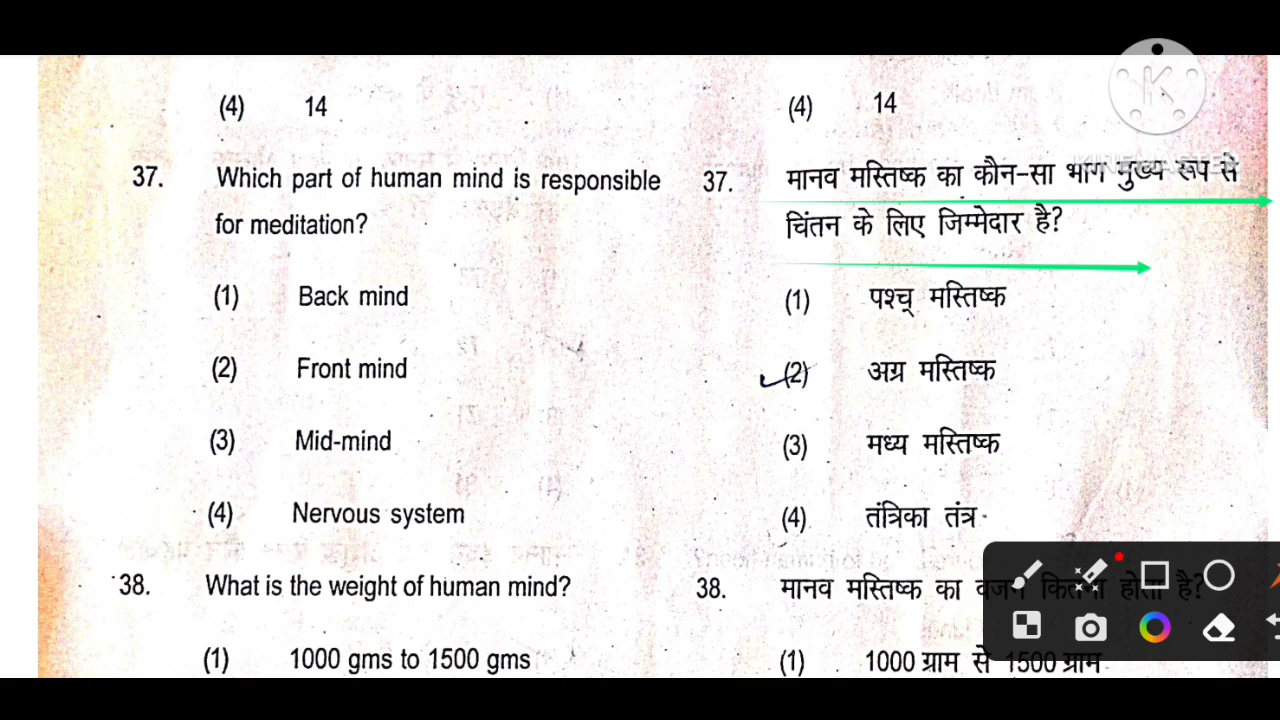 (4) 14
37. Which part of human mind is responsible
for meditation?
(1) Back mind
(2) Front mind
(3) Mid-mind
(4) Nervous system
38. What is the weight of human mind?
(1) 1000 gms to 1500 gms
(4) 14
37. मानव मस्तिष्क का कौन-सा भाग मुख्य रूप से
चिंतन के लिए जिम्मेदार है?
(1) पश्च् मस्तिष्क
(2) अग्र मस्तिष्क
(3) मध्य मस्तिष्क
(4) तंत्रिका तंत्र
38. मानव मस्तिष्क का वजन कितना होता है?
(1) 1000 ग्राम से 1500 ग्राम
K